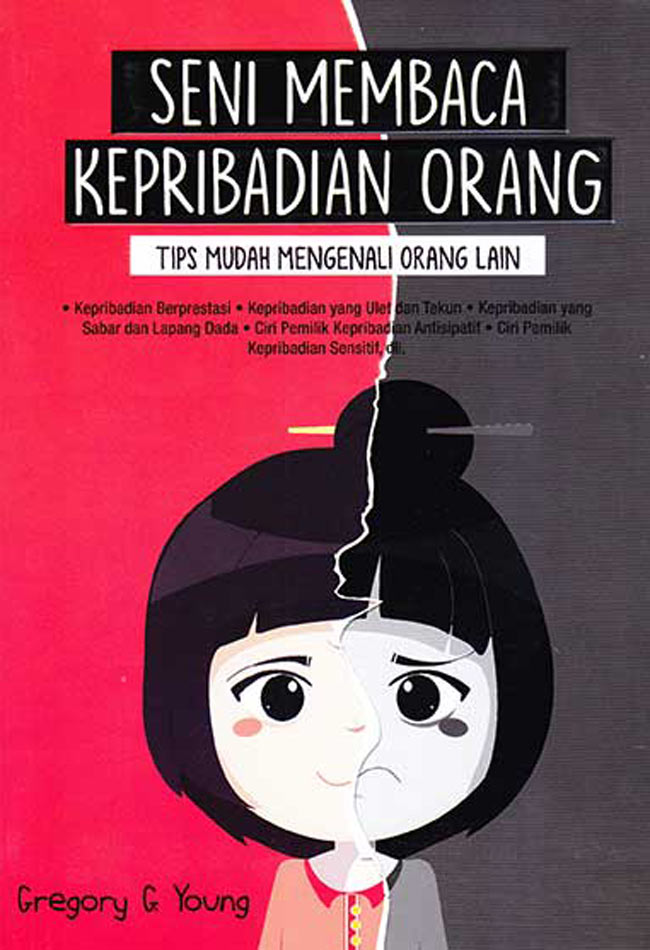 SENI MEMBACA
KEPRIBADIAN ORANG
TIPS MUDAH MENGENALI ORANG LAIN
• Kepribadian Berprestasi • Kepribadian yang Ulet dan Tekun • Kepribadian yang
Sabar dan Lapang Dada • Ciri Pemilik Kepribadian Antisipatif • Ciri Pemilik
Kepribadian Sensitif, dll.
Gregory G. Young